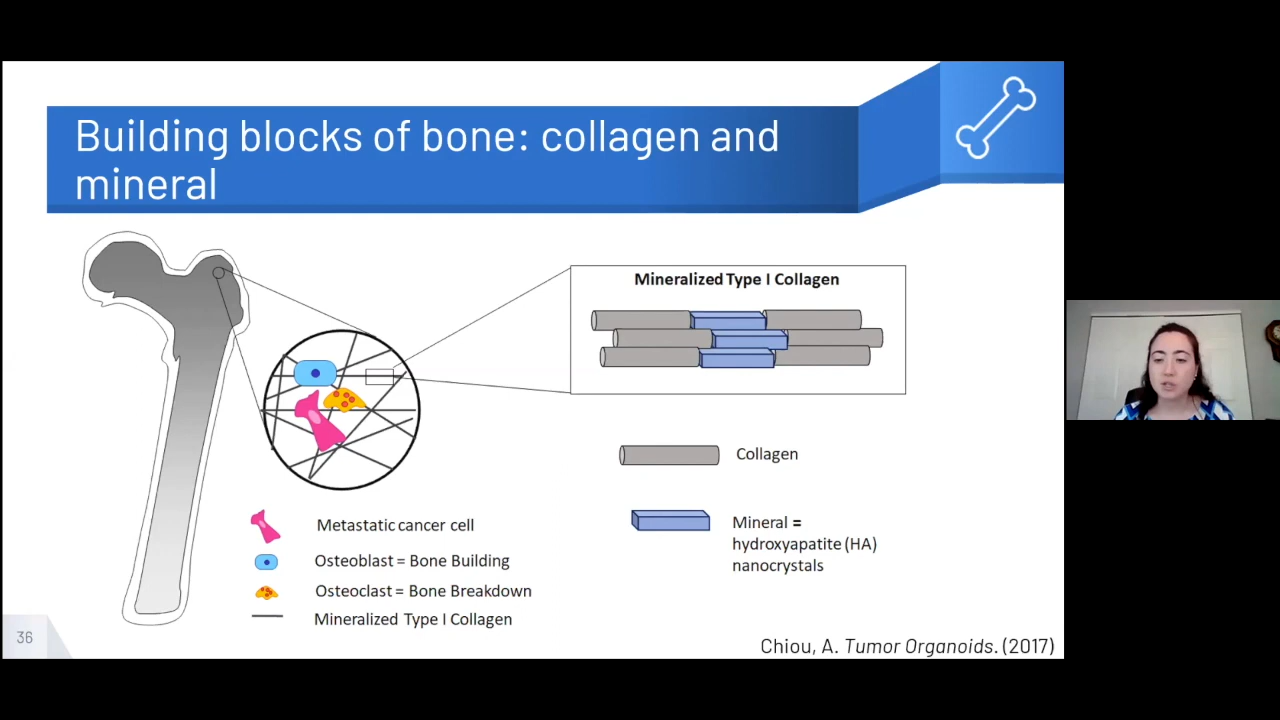 Building blocks of bone: collagen and
mineral
Mineralized Type I Collagen
Collagen
Mineral =
hydroxyapatite (HA)
nanocrystals
Metastatic cancer cell
Osteoblast = Bone Building
Osteoclast = Bone Breakdown
Mineralized Type I Collagen
36
Chiou, A. Tumor Organoids. (2017)